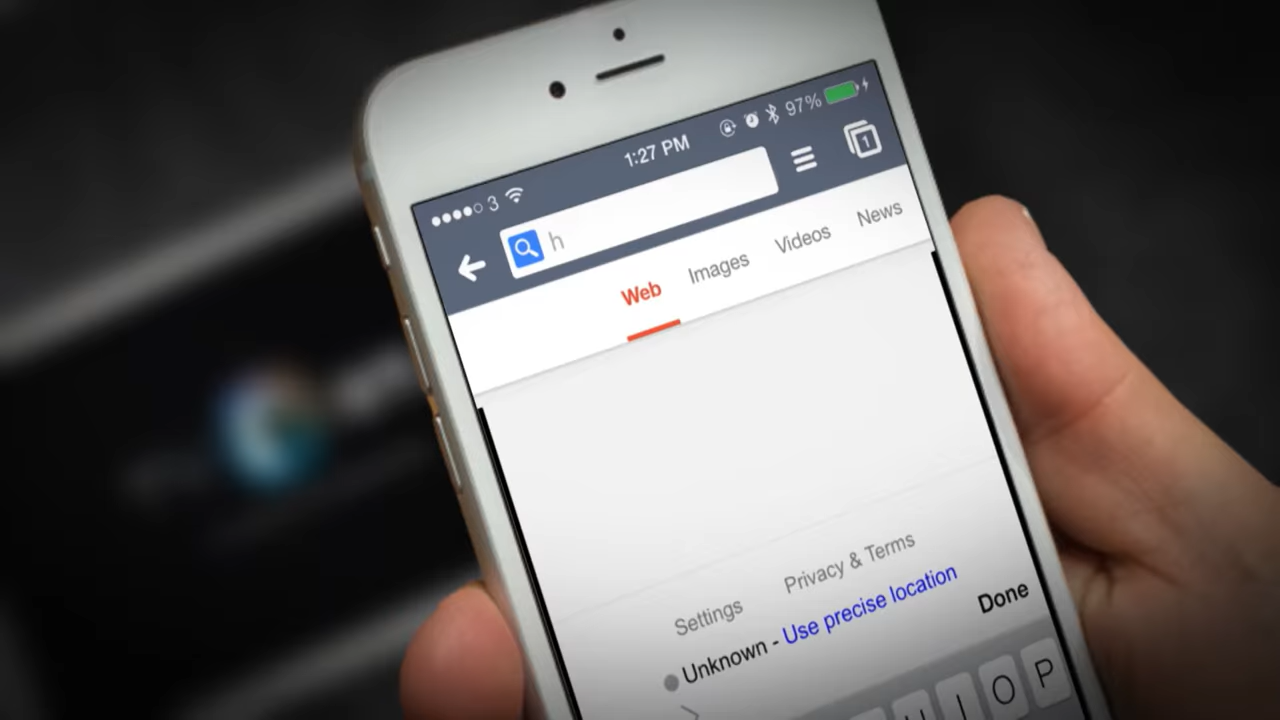 3 1:27 PM 97%
h 1
Web Images Videos News
Settings Privacy & Terms
Unknown - Use precise location
Done
U I O P